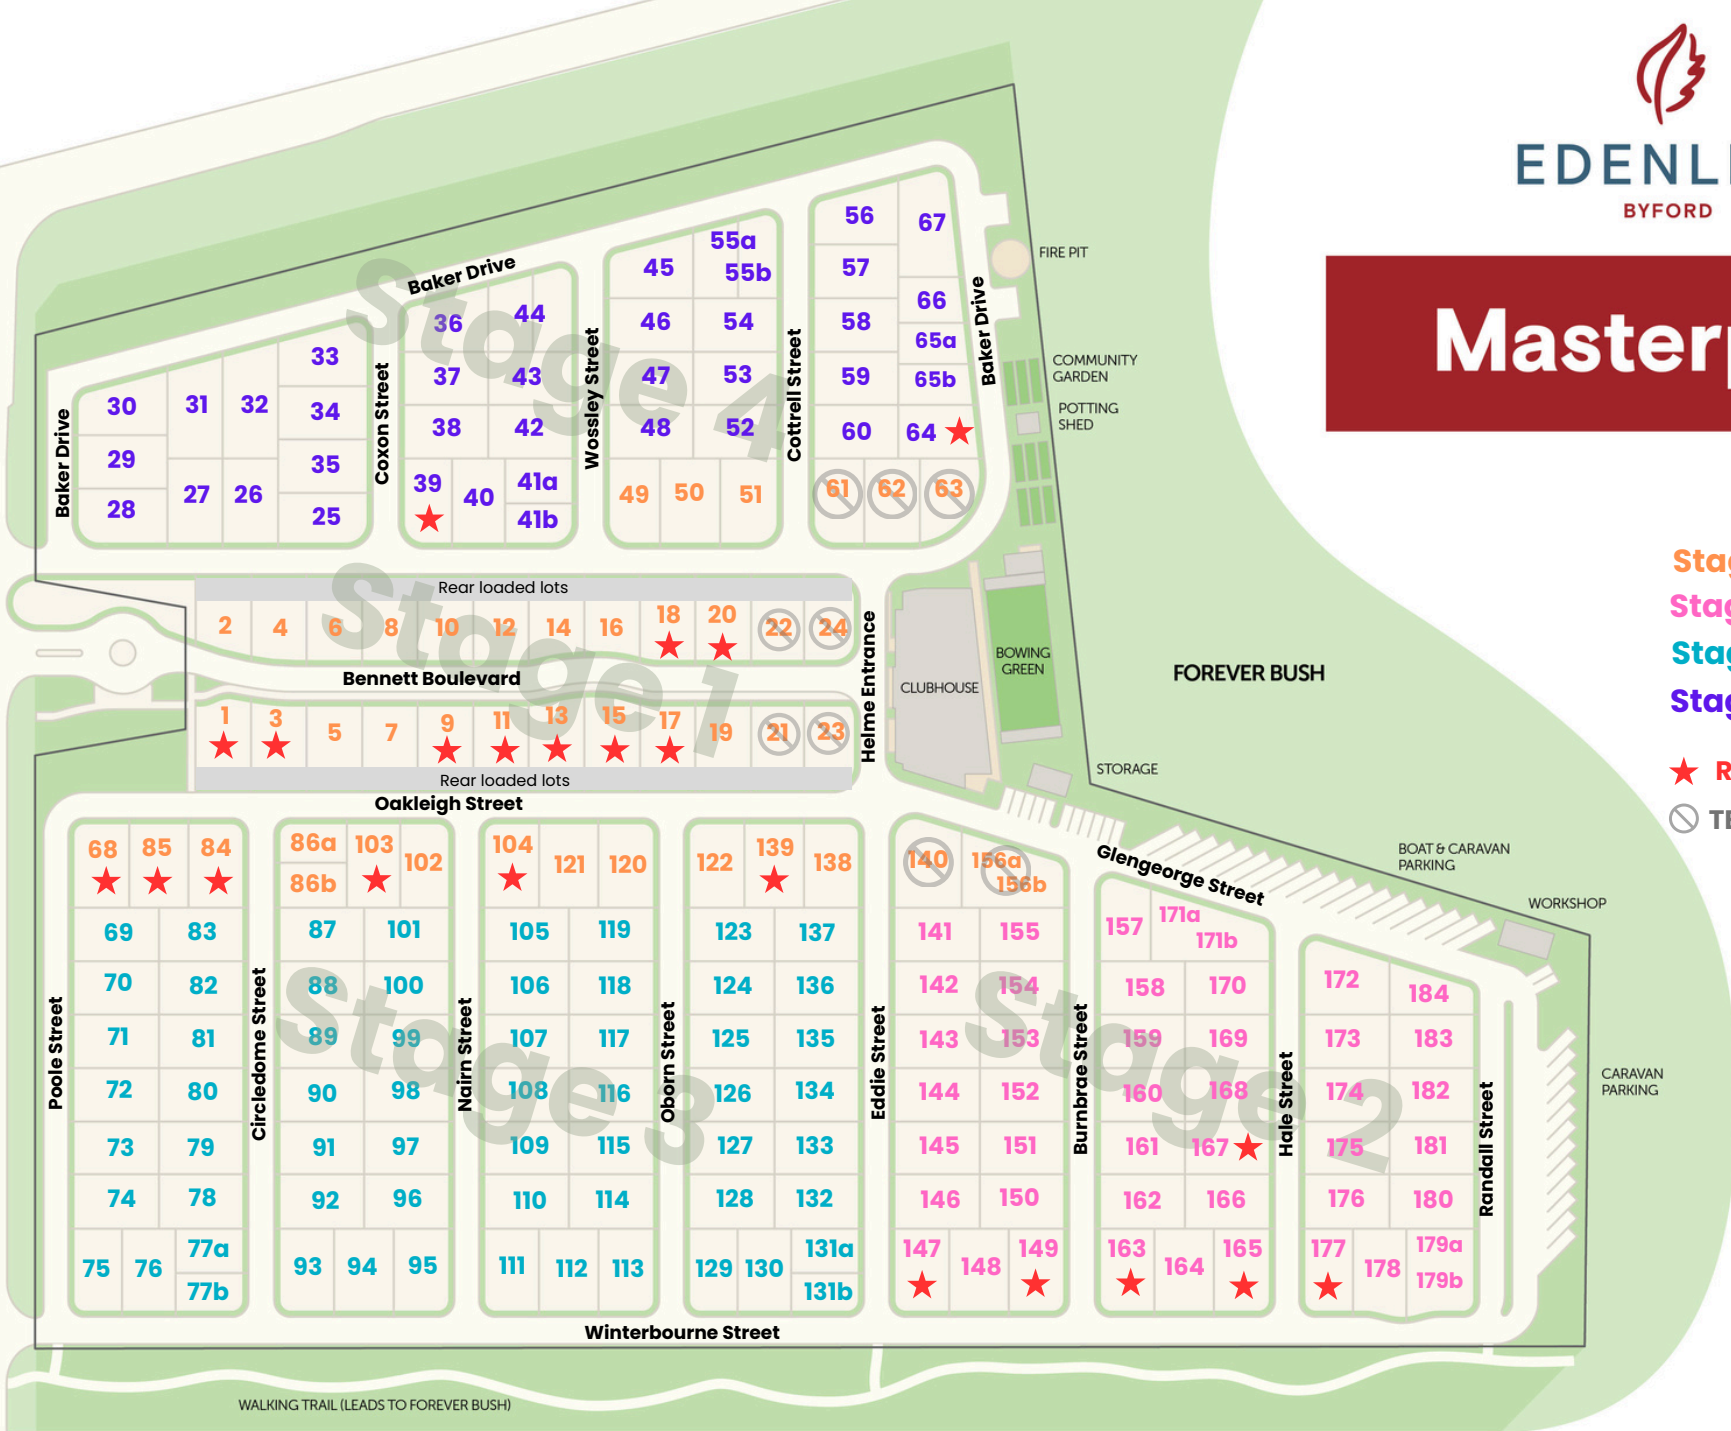 EDENL
BYFORD
Master
Stag
Stag
Stag
Stag
R
TE
FIRE PIT
COMMUNITY
GARDEN
POTTING
SHED
BOWING
GREEN
CLUBHOUSE
FOREVER BUSH
STORAGE
BOAT & CARAVAN
PARKING
WORKSHOP
CARAVAN
PARKING
WALKING TRAIL (LEADS TO FOREVER BUSH)
Baker Drive
Baker Drive
Baker Drive
Coxon Street
Wossley Street
Cottrell Street
Stage 4
30 31 32 33
29 34
28 27 26 35
25
36 44
37 43
38 42
39 40 41a
41b
45 55a
55b
46 54
47 53
48 52
49 50 51
56 67
57
58 66
65a
59 65b
60 64
61 62 63
Rear loaded lots
2 4 6 8 10 12 14 16 18 20 22 24
Stage 1
Bennett Boulevard
Helme Entrance
1 3 5 7 9 11 13 15 17 19 21 23
Rear loaded lots
Oakleigh Street
Glengeorge Street
Poole Street
Circledome Street
Nairn Street
Oborn Street
Eddie Street
Burnbrae Street
Hale Street
Randall Street
Winterbourne Street
Stage 3
Stage 2
68 85 84
69 83
70 82
71 81
72 80
73 79
74 78
75 76 77a
77b
86a 103 102
86b
87 101
88 100
89 99
90 98
91 97
92 96
93 94 95
104 121 120
105 119
106 118
107 117
108 116
109 115
110 114
111 112 113
122 139 138
123 137
124 136
125 135
126 134
127 133
128 132
129 130 131a
131b
140 156a
156b
141 155
142 154
143 153
144 152
145 151
146 150
147 148 149
157 171a
171b
158 170
159 169
160 168
161 167
162 166
163 164 165
172 184
173 183
174 182
175 181
176 180
177 178 179a
179b